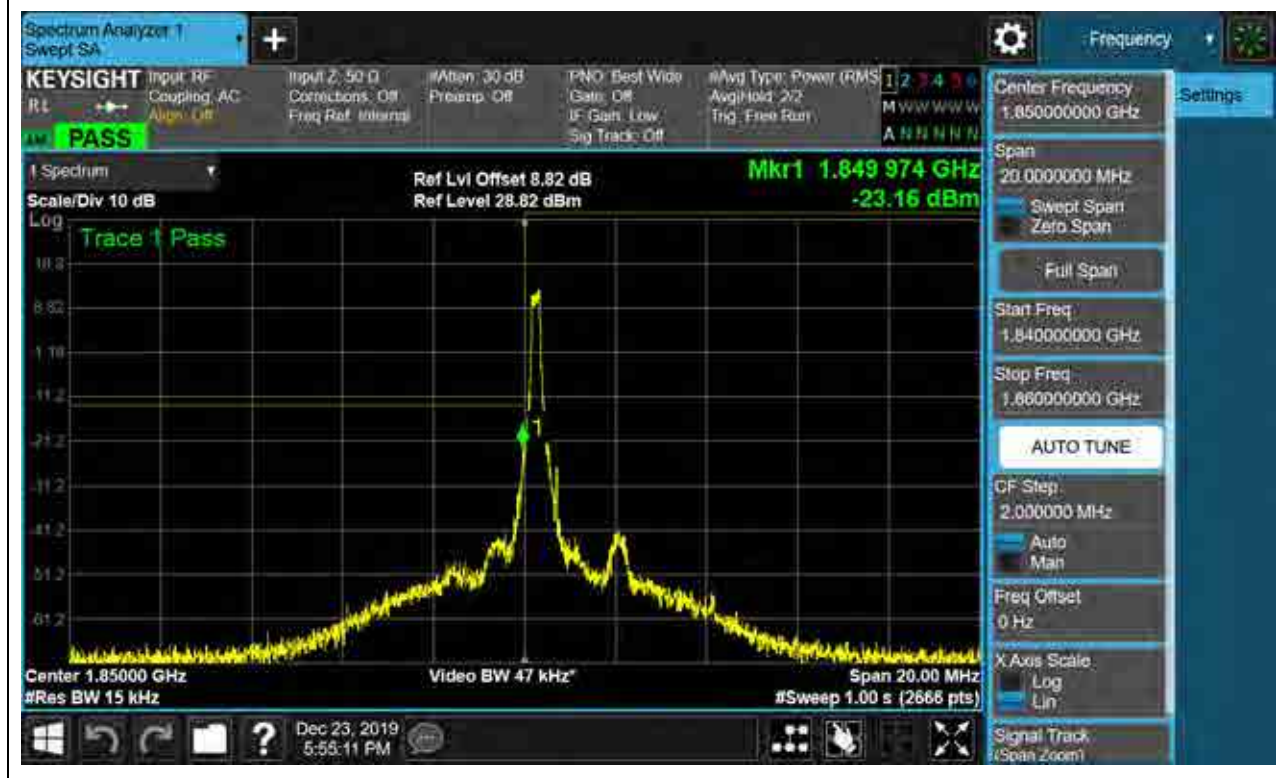 Spectrum Analyzer 1
Swept SA
+
Frequency
KEYSIGHT
RL
PASS
Input: RF
Coupling: AC
Align: Off
Input Z: 50 Ω
Corrections: Off
Freq Ref: Internal
#Atten: 30 dB
Preamp: Off
PNO: Best Wide
Gate: Off
IF Gain: Low
Sig Track: Off
#Avg Type: Power (RMS
Avg|Hold: 2/2
Trig: Free Run
1 2 3 4 5 6
M W W W W W
A N N N N N
1 Spectrum
Scale/Div 10 dB
Ref Lvl Offset 8.82 dB
Ref Level 28.82 dBm
Mkr1 1.849 974 GHz
-23.16 dBm
Log
Trace 1 Pass
18.8
8.82
-1.18
-11.2
-21.2
-31.2
-41.2
-51.2
-61.2
1
Center 1.85000 GHz
#Res BW 15 kHz
Video BW 47 kHz*
Span 20.00 MHz
#Sweep 1.00 s (2666 pts)
Center Frequency
1.850000000 GHz
Settings
Span
20.0000000 MHz
Swept Span
Zero Span
Full Span
Start Freq
1.840000000 GHz
Stop Freq
1.860000000 GHz
AUTO TUNE
CF Step
2.000000 MHz
Auto
Man
Freq Offset
0 Hz
X Axis Scale
Log
Lin
Signal Track
(Span Zoom)
?
Dec 23, 2019
5:55:11 PM